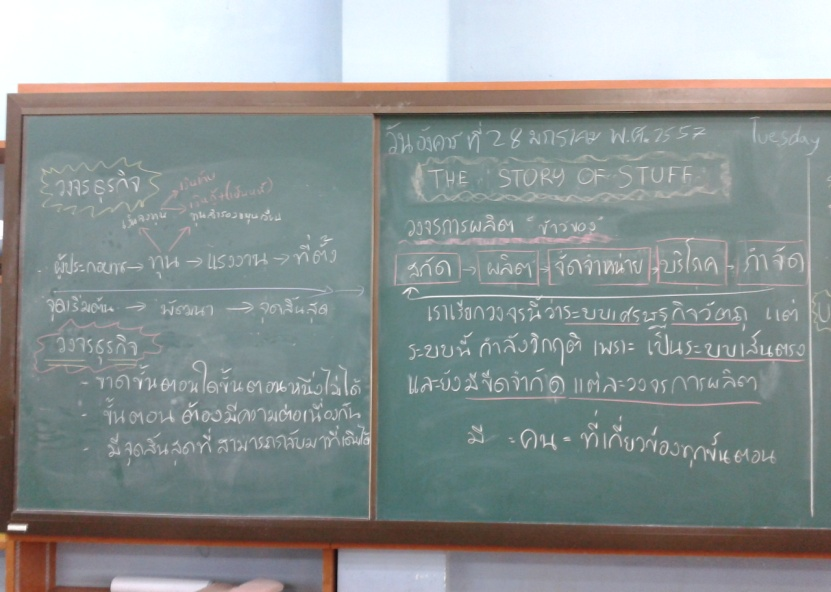 วงจรธุรกิจ
เงินลงทุน
ทุนสำรองหมุนเวียน
ผู้ประกอบการ → ทุน → แรงงาน → ที่ตั้ง
จุดเริ่มต้น → พัฒนา → จุดสิ้นสุด
วงจรธุรกิจ
- ขาดขั้นตอนใดขั้นตอนหนึ่งไม่ได้
- ขั้นตอน ต้องมีความต่อเนื่องกัน
- มีจุดสิ้นสุดที่สามารถกลับมาที่เดิมได้
วันอังคารที่ 28 มกราคม พ.ศ. 2557 Tuesday
THE STORY OF STUFF
วงจรการผลิต "ข้าวของ"
สกัด → ผลิต → จัดจำหน่าย → บริโภค → กำจัด
เราเรียกวงจรนี้ว่าระบบเศรษฐกิจวัตถุ แต่
ระบบนี้ กำลังวิกฤติ เพราะ เป็นระบบเส้นตรง
และยังมีขีดจำกัด แต่ละวงจรการผลิต
มี = คน = ที่เกี่ยวข้องทุกขั้นตอน